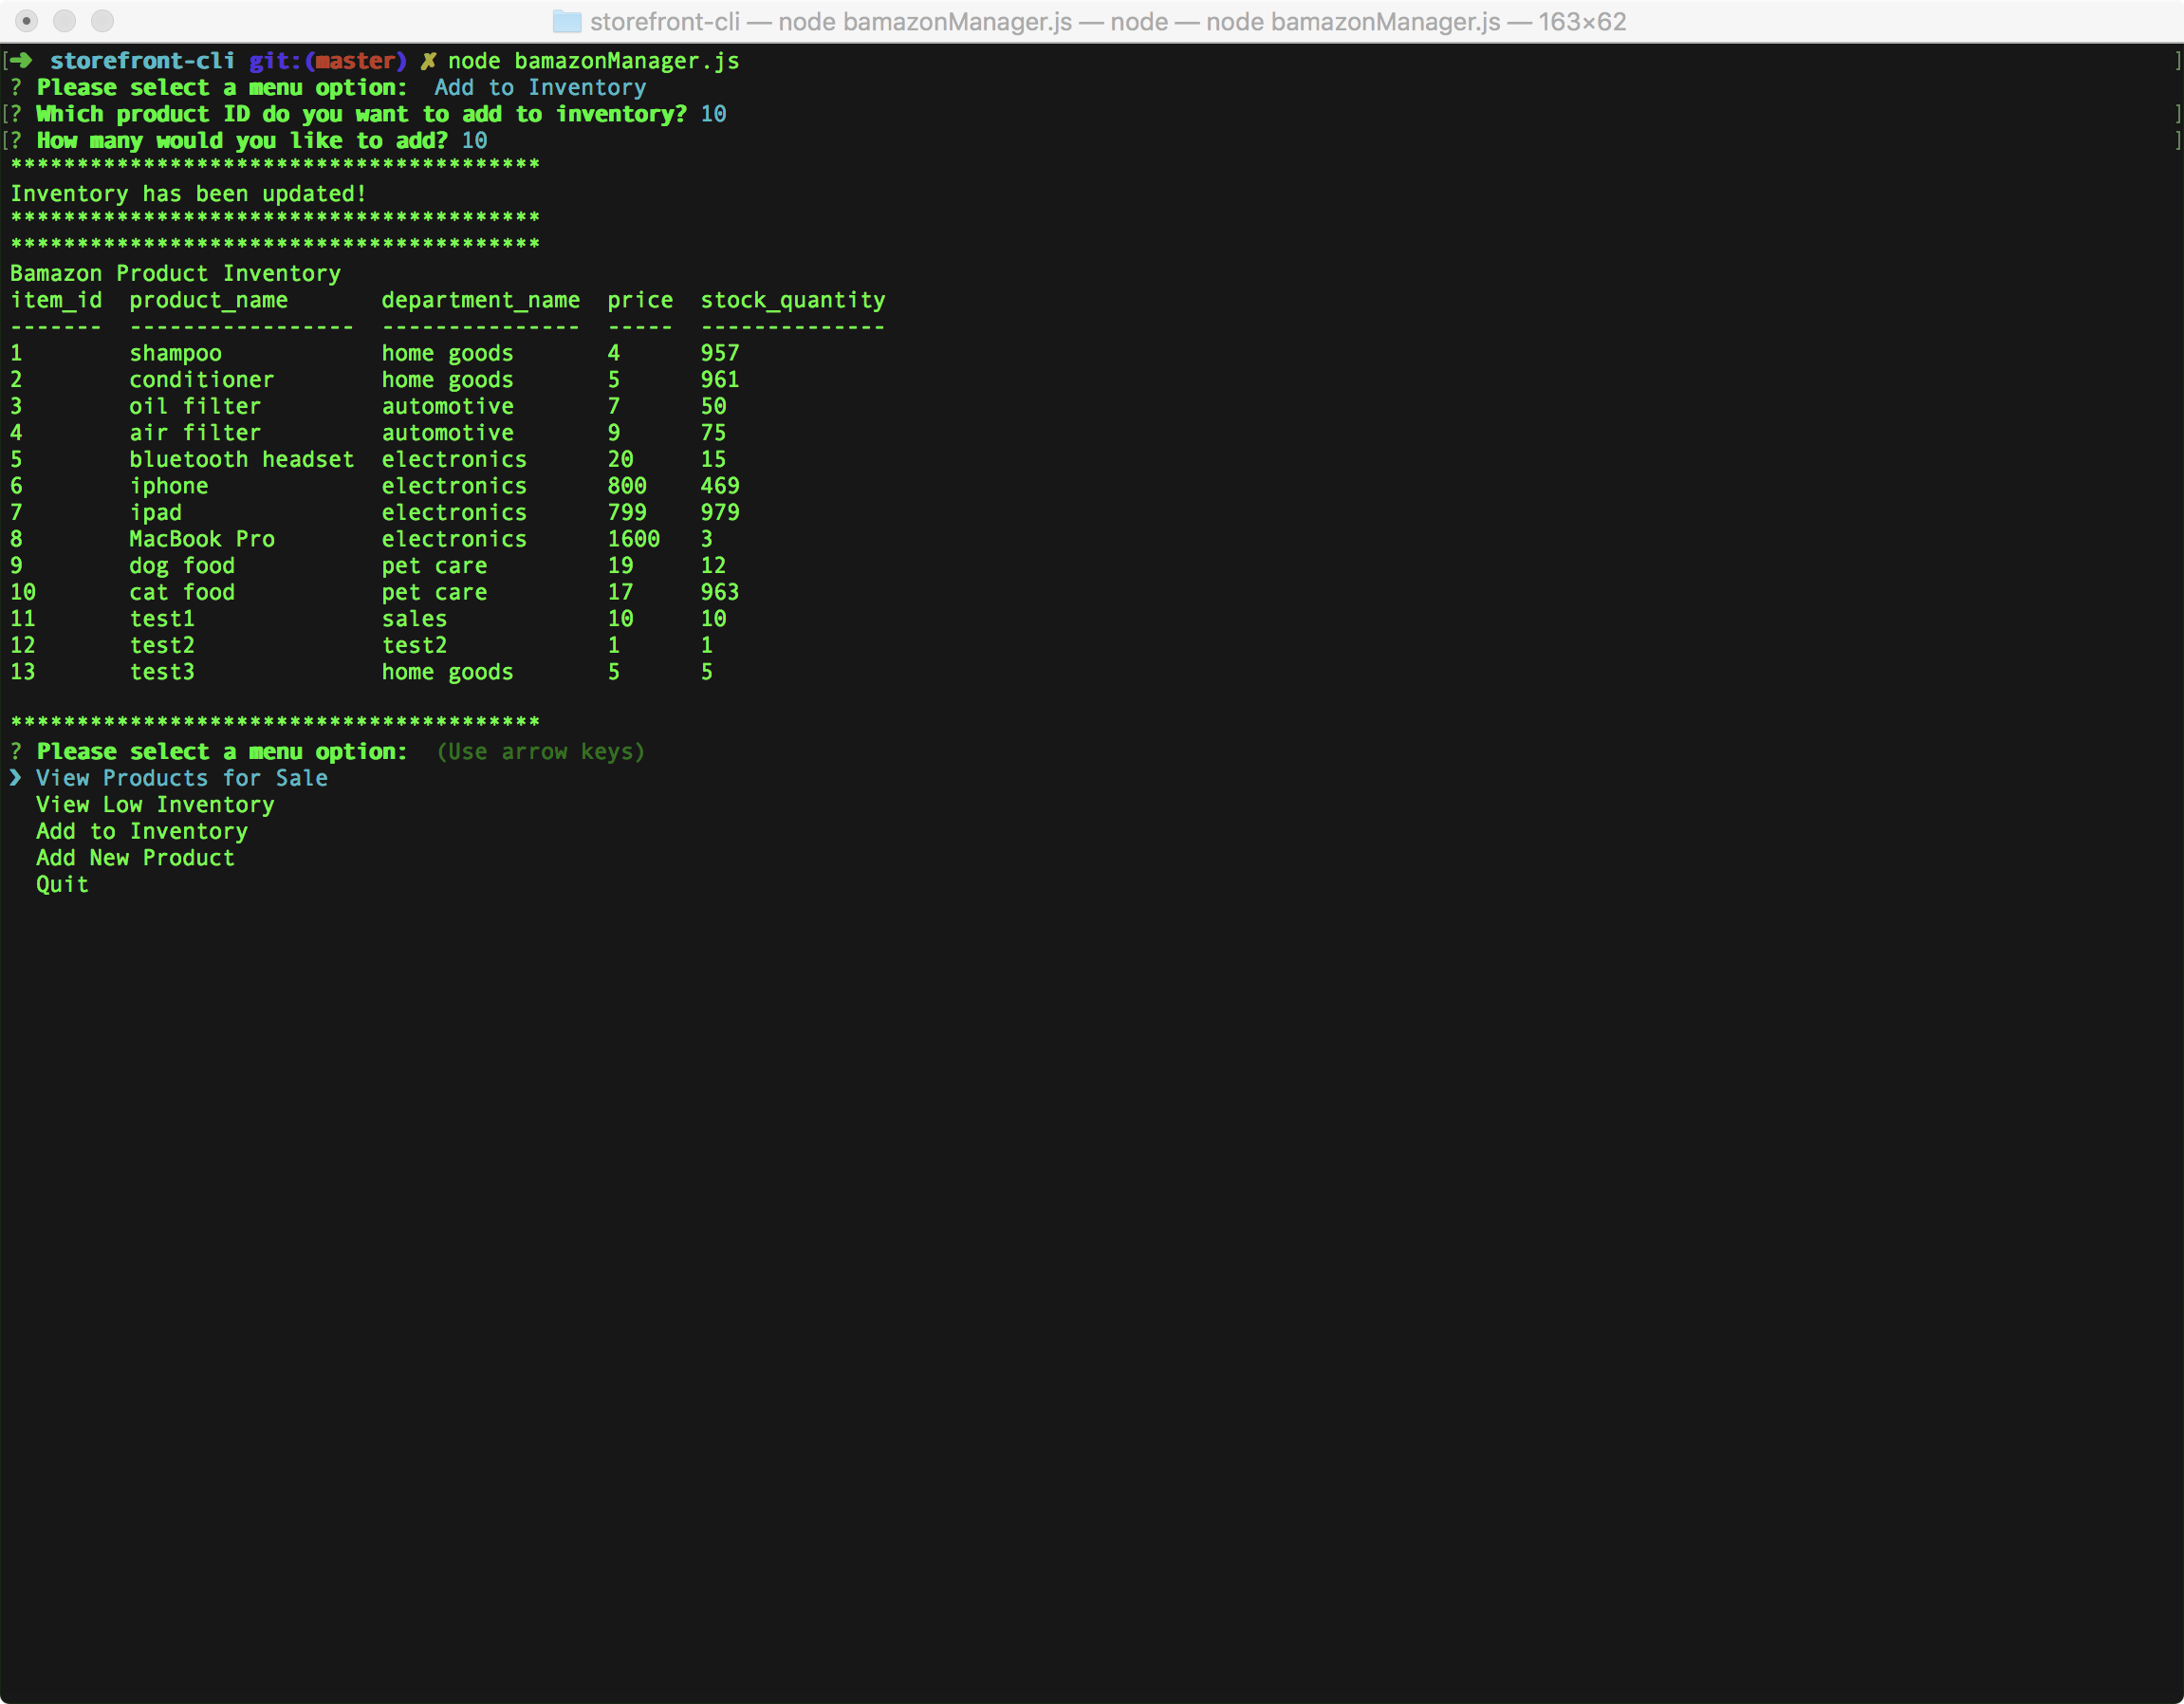 storefront-cli — node bamazonManager.js — node — node bamazonManager.js — 163×62
[➜  storefront-cli git:(master) ✗ node bamazonManager.js ]
? Please select a menu option:  Add to Inventory
[? Which product ID do you want to add to inventory? 10 ]
[? How many would you like to add? 10 ]
****************************************
Inventory has been updated!
****************************************
****************************************
Bamazon Product Inventory
item_id  product_name       department_name  price  stock_quantity
-------  -----------------  ---------------  -----  --------------
1        shampoo            home goods       4      957
2        conditioner        home goods       5      961
3        oil filter         automotive       7      50
4        air filter         automotive       9      75
5        bluetooth headset  electronics      20     15
6        iphone             electronics      800    469
7        ipad               electronics      799    979
8        MacBook Pro        electronics      1600   3
9        dog food           pet care         19     12
10       cat food           pet care         17     963
11       test1              sales            10     10
12       test2              test2            1      1
13       test3              home goods       5      5
****************************************
? Please select a menu option:  (Use arrow keys)
❯ View Products for Sale
  View Low Inventory
  Add to Inventory
  Add New Product
  Quit